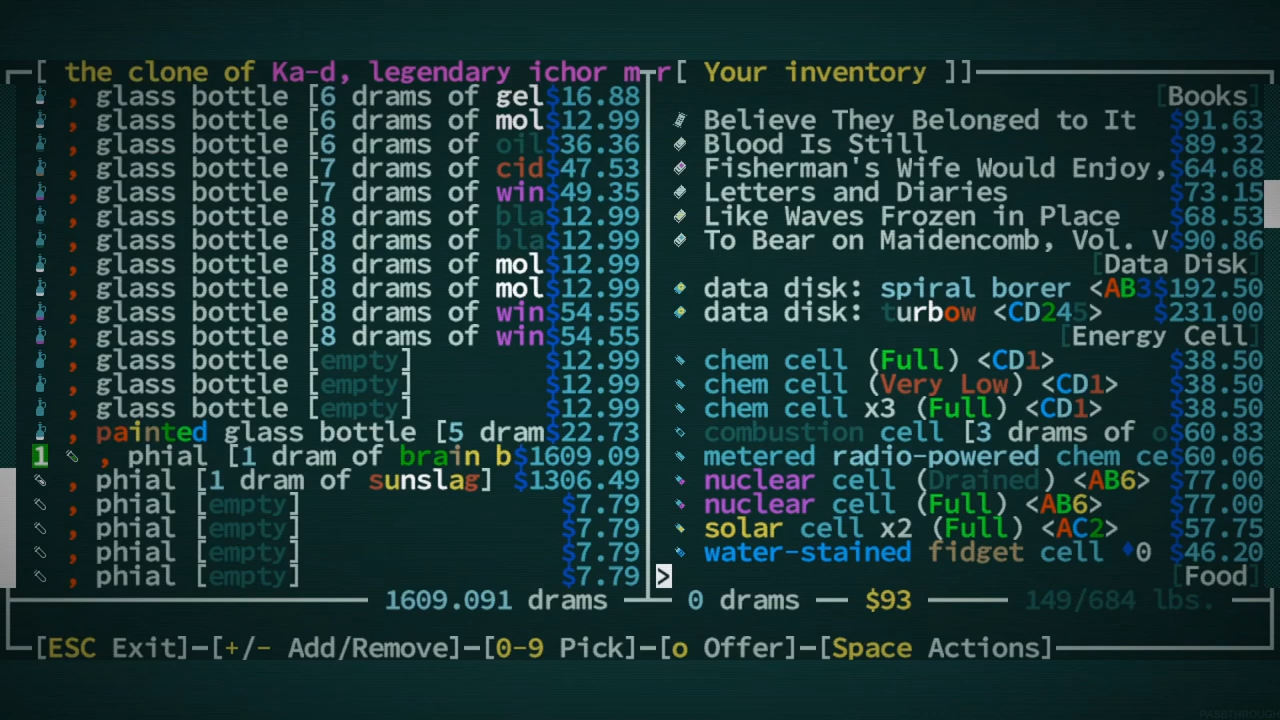 [ the clone of Ka-d, legendary ichor m r[ Your inventory ]]
, glass bottle [6 drams of gel$16.88
[Books]
, glass bottle [6 drams of mol$12.99
Believe They Belonged to It $91.63
, glass bottle [6 drams of oil$36.36
Blood Is Still $89.32
, glass bottle [7 drams of cid$47.53
Fisherman's Wife Would Enjoy,$64.68
, glass bottle [7 drams of win$49.35
Letters and Diaries $73.15
, glass bottle [8 drams of bla$12.99
Like Waves Frozen in Place $68.53
, glass bottle [8 drams of bla$12.99
To Bear on Maidencomb, Vol. V$90.86
, glass bottle [8 drams of mol$12.99
[Data Disk]
, glass bottle [8 drams of mol$12.99
data disk: spiral borer <AB3$192.50
, glass bottle [8 drams of win$54.55
data disk: turbow <CD245> $231.00
, glass bottle [8 drams of win$54.55
[Energy Cell]
, glass bottle [empty] $12.99
chem cell (Full) <CD1> $38.50
, glass bottle [empty] $12.99
chem cell (Very Low) <CD1> $38.50
, glass bottle [empty] $12.99
chem cell x3 (Full) <CD1> $38.50
, painted glass bottle [5 dram$22.73
combustion cell [3 drams of o$60.83
1 , phial [1 dram of brain b$1609.09
metered radio-powered chem ce$60.06
, phial [1 dram of sunslag] $1306.49
nuclear cell (Drained) <AB6> $77.00
, phial [empty] $7.79
nuclear cell (Full) <AB6> $77.00
, phial [empty] $7.79
solar cell x2 (Full) <AC2> $57.75
, phial [empty] $7.79
water-stained fidget cell ♦0 $46.20
, phial [empty] $7.79
> [Food]
1609.091 drams 0 drams — $93 149/684 lbs.
[ESC Exit]-[+/- Add/Remove]-[0-9 Pick]-[o Offer]-[Space Actions]